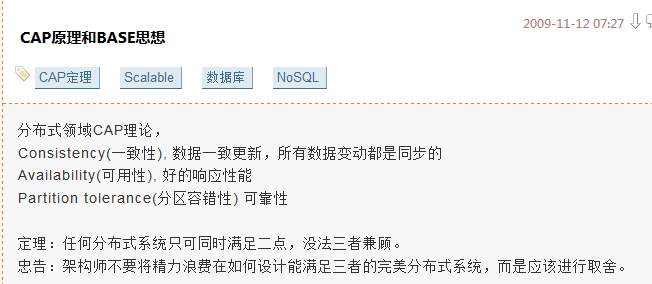 2009-11-12 07:27
CAP原理和BASE思想
CAP定理 Scalable 数据库 NoSQL
分布式领域CAP理论，
Consistency(一致性), 数据一致更新，所有数据变动都是同步的
Availability(可用性), 好的响应性能
Partition tolerance(分区容错性) 可靠性
定理：任何分布式系统只可同时满足二点，没法三者兼顾。
忠告：架构师不要将精力浪费在如何设计能满足三者的完美分布式系统，而是应该进行取舍。